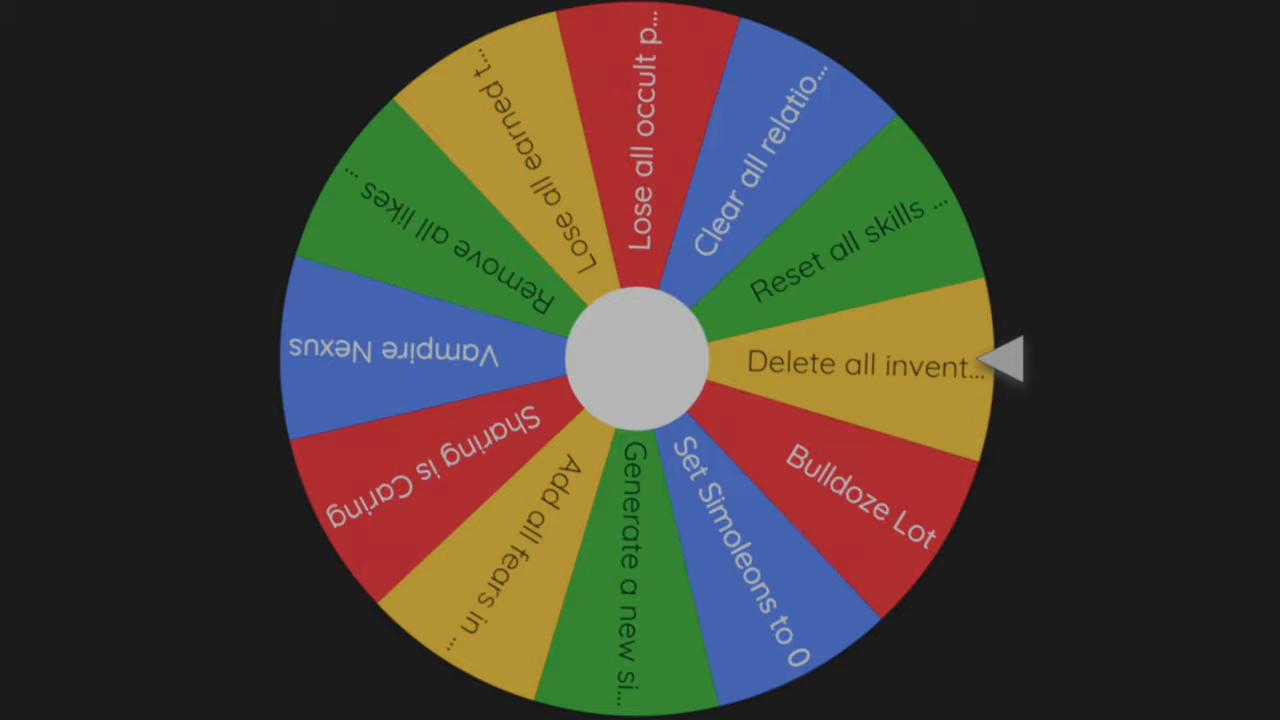 Lose all occult p...
Clear all relatio...
Reset all skills ...
Delete all invent...
Bulldoze Lot
Set Simoleons to 0
Generate a new si...
Add all fears in ...
Sharing is Caring
Vampire Nexus
Remove all likes ...
Lose all earned t...